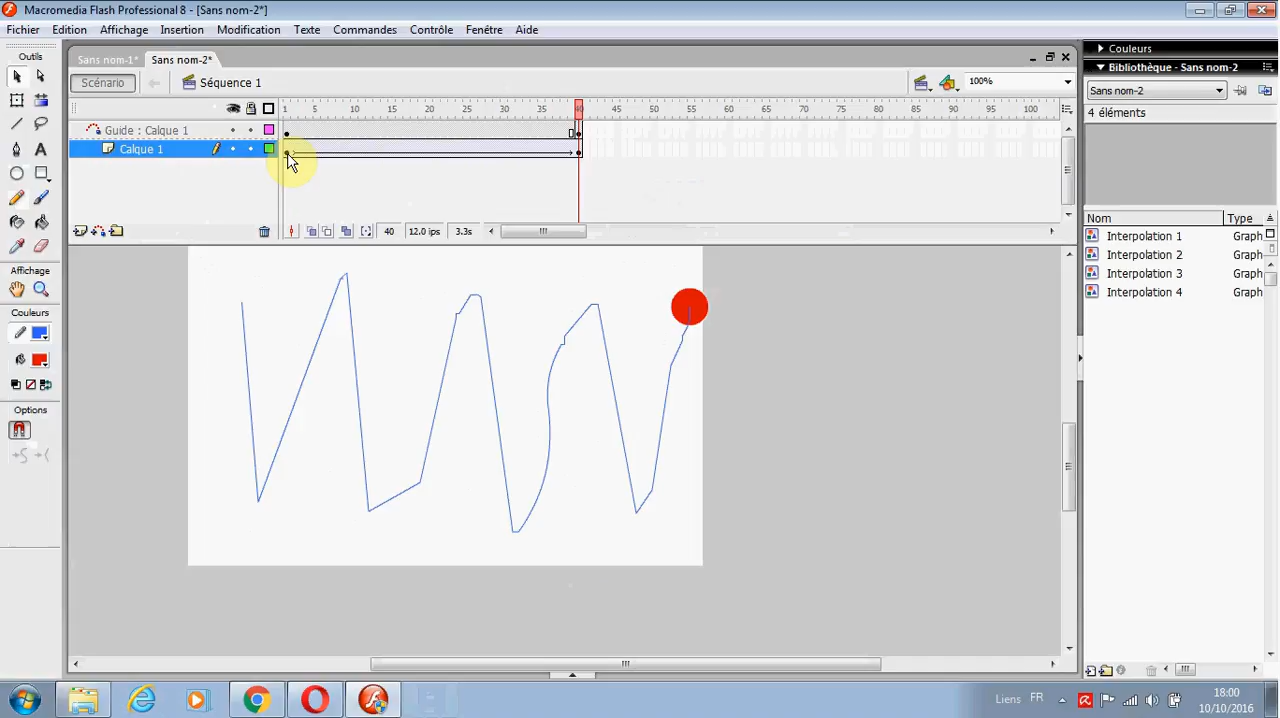 Macromedia Flash Professional 8 - [Sans nom-2*]
Fichier Edition Affichage Insertion Modification Texte Commandes Contrôle Fenêtre Aide
Outils
Sans nom-1* Sans nom-2*
Scénario Séquence 1 100%
1 5 10 15 20 25 30 35 40 45 50 55 60 65 70 75 80 85 90 95 100
Guide : Calque 1
Calque 1
40 12.0 ips 3.3s
Affichage
Couleurs
Options
Couleurs
Bibliothèque - Sans nom-2
Sans nom-2
4 éléments
Nom Type
Interpolation 1 Graph
Interpolation 2 Graph
Interpolation 3 Graph
Interpolation 4 Graph
Liens FR 18:00
10/10/2016